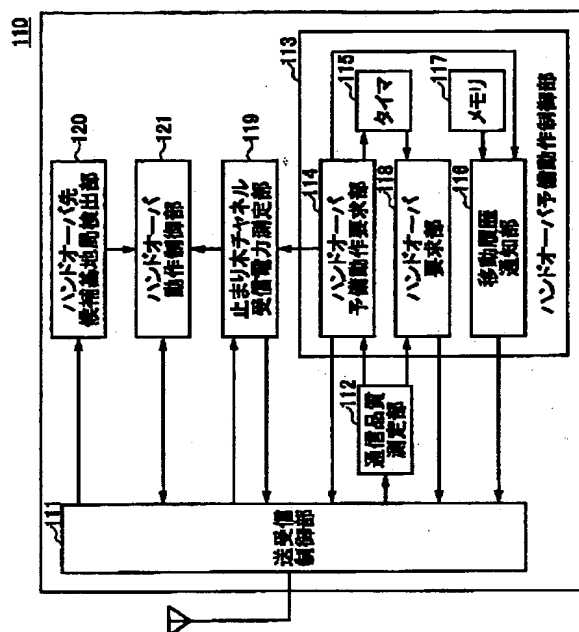 110
111
送受信
制御部
120
ハンドオーバ先
候補基地局検出部
121
ハンドオーバ
動作制御部
119
止まり木チャネル
受信電力測定部
113
114
ハンドオーバ
予備動作要求部
115
タイマ
112
通信品質
測定部
118
ハンドオーバ
要求部
117
メモリ
116
移動履歴
通知部
ハンドオーバ予備動作制御部